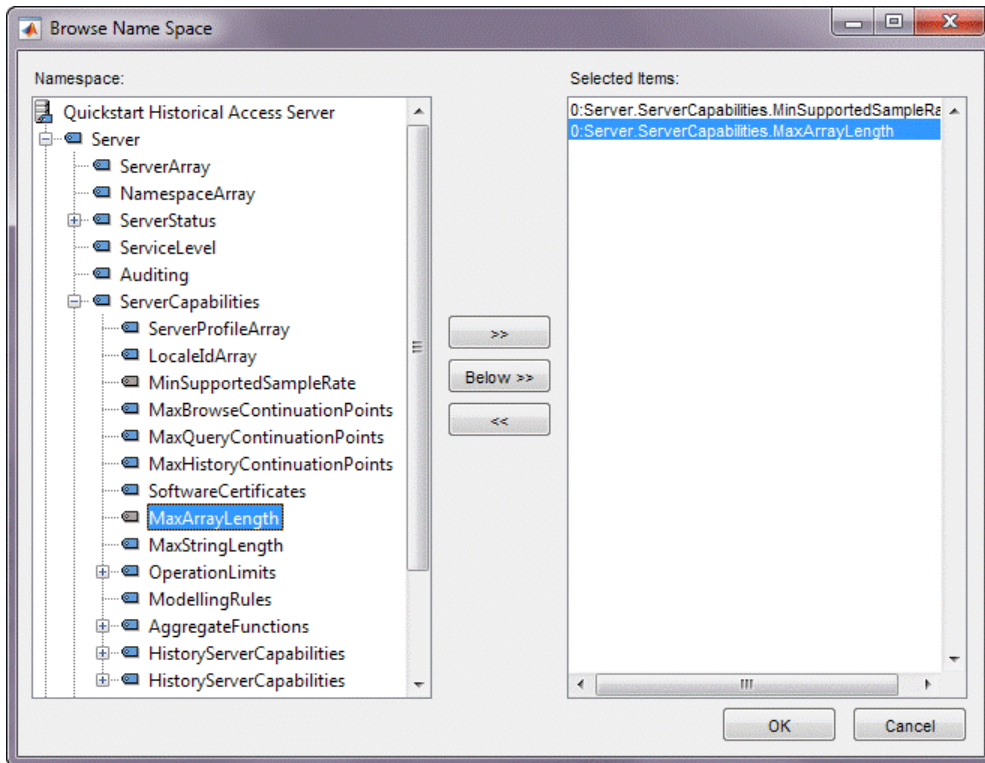 Browse Name Space
Namespace:
Quickstart Historical Access Server
Server
ServerArray
NamespaceArray
ServerStatus
ServiceLevel
Auditing
ServerCapabilities
ServerProfileArray
LocaleIdArray
MinSupportedSampleRate
MaxBrowseContinuationPoints
MaxQueryContinuationPoints
MaxHistoryContinuationPoints
SoftwareCertificates
MaxArrayLength
MaxStringLength
OperationLimits
ModellingRules
AggregateFunctions
HistoryServerCapabilities
HistoryServerCapabilities
>>
Below >>
<<
Selected Items:
0:Server.ServerCapabilities.MinSupportedSampleRa
0:Server.ServerCapabilities.MaxArrayLength
OK
Cancel